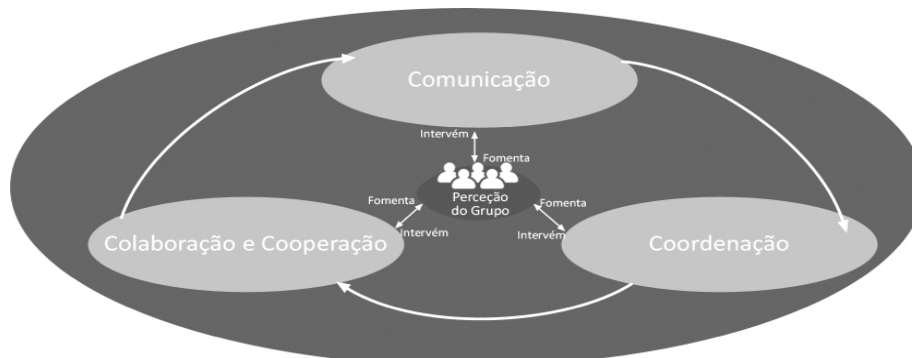 Comunicação
Intervém
Fomenta
Perceção
do Grupo
Fomenta
Intervém
Colaboração e Cooperação
Fomenta
Intervém
Coordenação